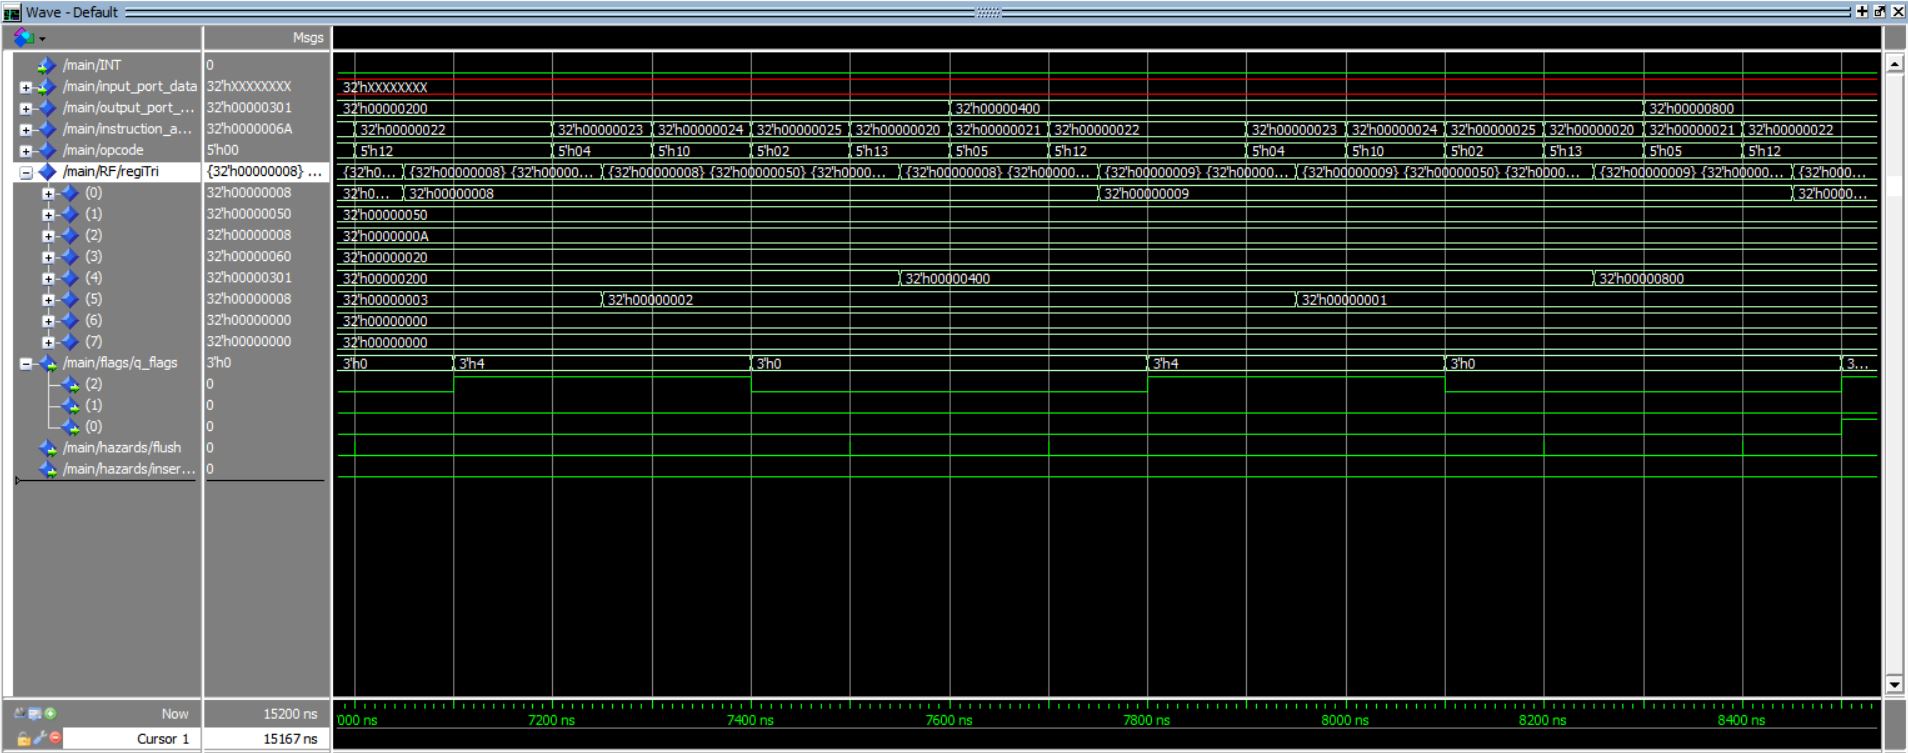 Wave - Default
Msgs
/main/INT 0
/main/input_port_data 32'hXXXXXXXX 32'hXXXXXXXX
/main/output_port_... 32'h00000301 32'h00000200 32'h00000400 32'h00000800
/main/instruction_a... 32'h0000006A 32'h00000022 32'h00000023 32'h00000024 32'h00000025 32'h00000020 32'h00000021 32'h00000022 32'h00000023 32'h00000024 32'h00000025 32'h00000020 32'h00000021 32'h00000022
/main/opcode 5'h00 5'h12 5'h04 5'h10 5'h02 5'h13 5'h05 5'h12 5'h04 5'h10 5'h02 5'h13 5'h05 5'h12
/main/RF/regiTri {32'h00000008} ... {32'h0... {32'h00000008} {32'h00000... {32'h00000008} {32'h00000050} {32'h0000... {32'h00000008} {32'h00000... {32'h00000009} {32'h00000... {32'h00000009} {32'h00000050} {32'h0000... {32'h00000009} {32'h00000... {32'h000...
(0) 32'h00000008 32'h0... 32'h00000008 32'h00000009 32'h0000...
(1) 32'h00000050 32'h00000050
(2) 32'h00000008 32'h0000000A
(3) 32'h00000060 32'h00000020
(4) 32'h00000301 32'h00000200 32'h00000400 32'h00000800
(5) 32'h00000008 32'h00000003 32'h00000002 32'h00000001
(6) 32'h00000000 32'h00000000
(7) 32'h00000000 32'h00000000
/main/flags/q_flags 3'h0 3'h0 3'h4 3'h0 3'h4 3'h0 3...
(2) 0
(1) 0
(0) 0
/main/hazards/flush 0
/main/hazards/inser... 0
Now 15200 ns 000 ns 7200 ns 7400 ns 7600 ns 7800 ns 8000 ns 8200 ns 8400 ns
Cursor 1 15167 ns